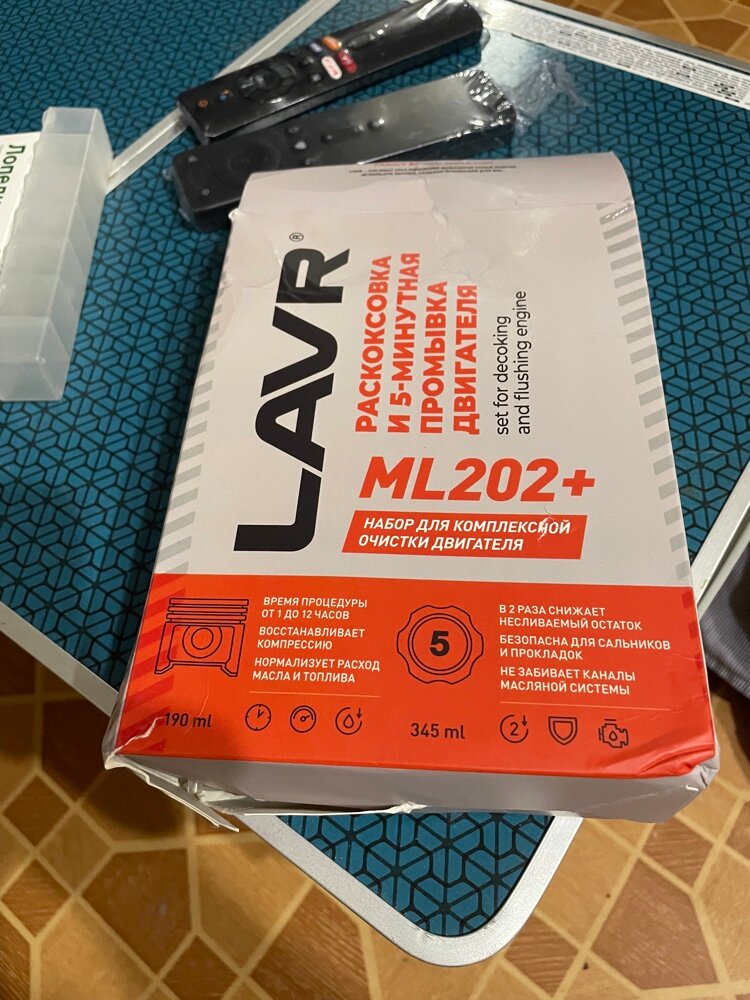 LAVR®
РАСКОКСОВКА
И 5-МИНУТНАЯ
ПРОМЫВКА
ДВИГАТЕЛЯ
set for decoking
and flushing engine
ML202+
НАБОР ДЛЯ КОМПЛЕКСНОЙ
ОЧИСТКИ ДВИГАТЕЛЯ
ВРЕМЯ ПРОЦЕДУРЫ
ОТ 1 ДО 12 ЧАСОВ
ВОССТАНАВЛИВАЕТ
КОМПРЕССИЮ
НОРМАЛИЗУЕТ РАСХОД
МАСЛА И ТОПЛИВА
190 ml
5
В 2 РАЗА СНИЖАЕТ
НЕСЛИВАЕМЫЙ ОСТАТОК
БЕЗОПАСНА ДЛЯ САЛЬНИКОВ
И ПРОКЛАДОК
НЕ ЗАБИВАЕТ КАНАЛЫ
МАСЛЯНОЙ СИСТЕМЫ
345 ml
2